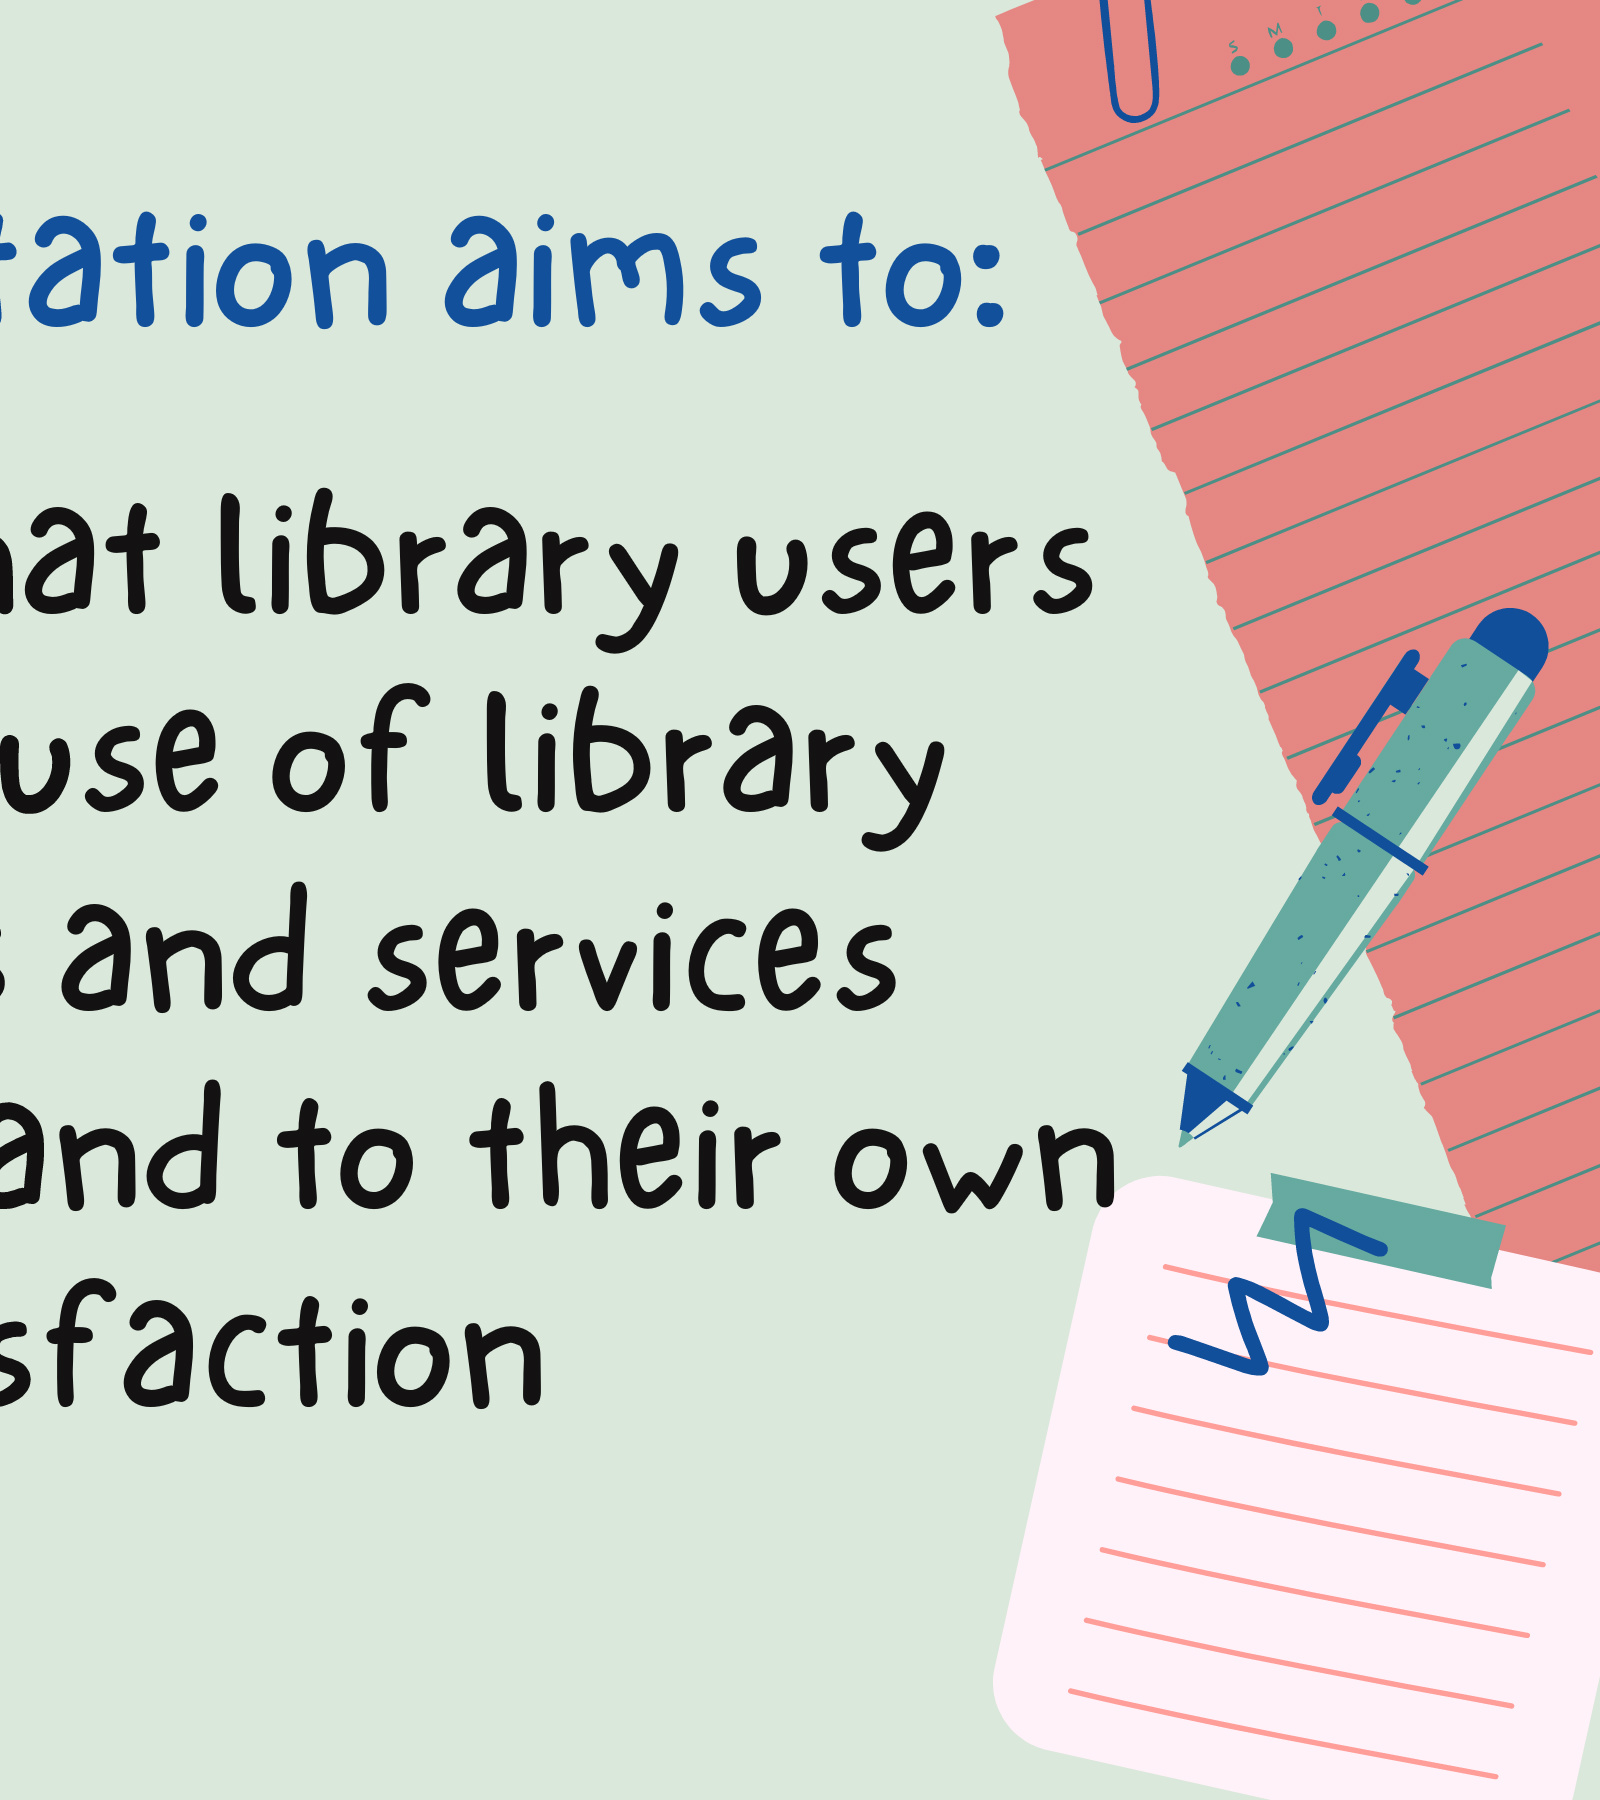 S M T
tation aims to:
hat library users
use of library
s and services
and to their own
sfaction